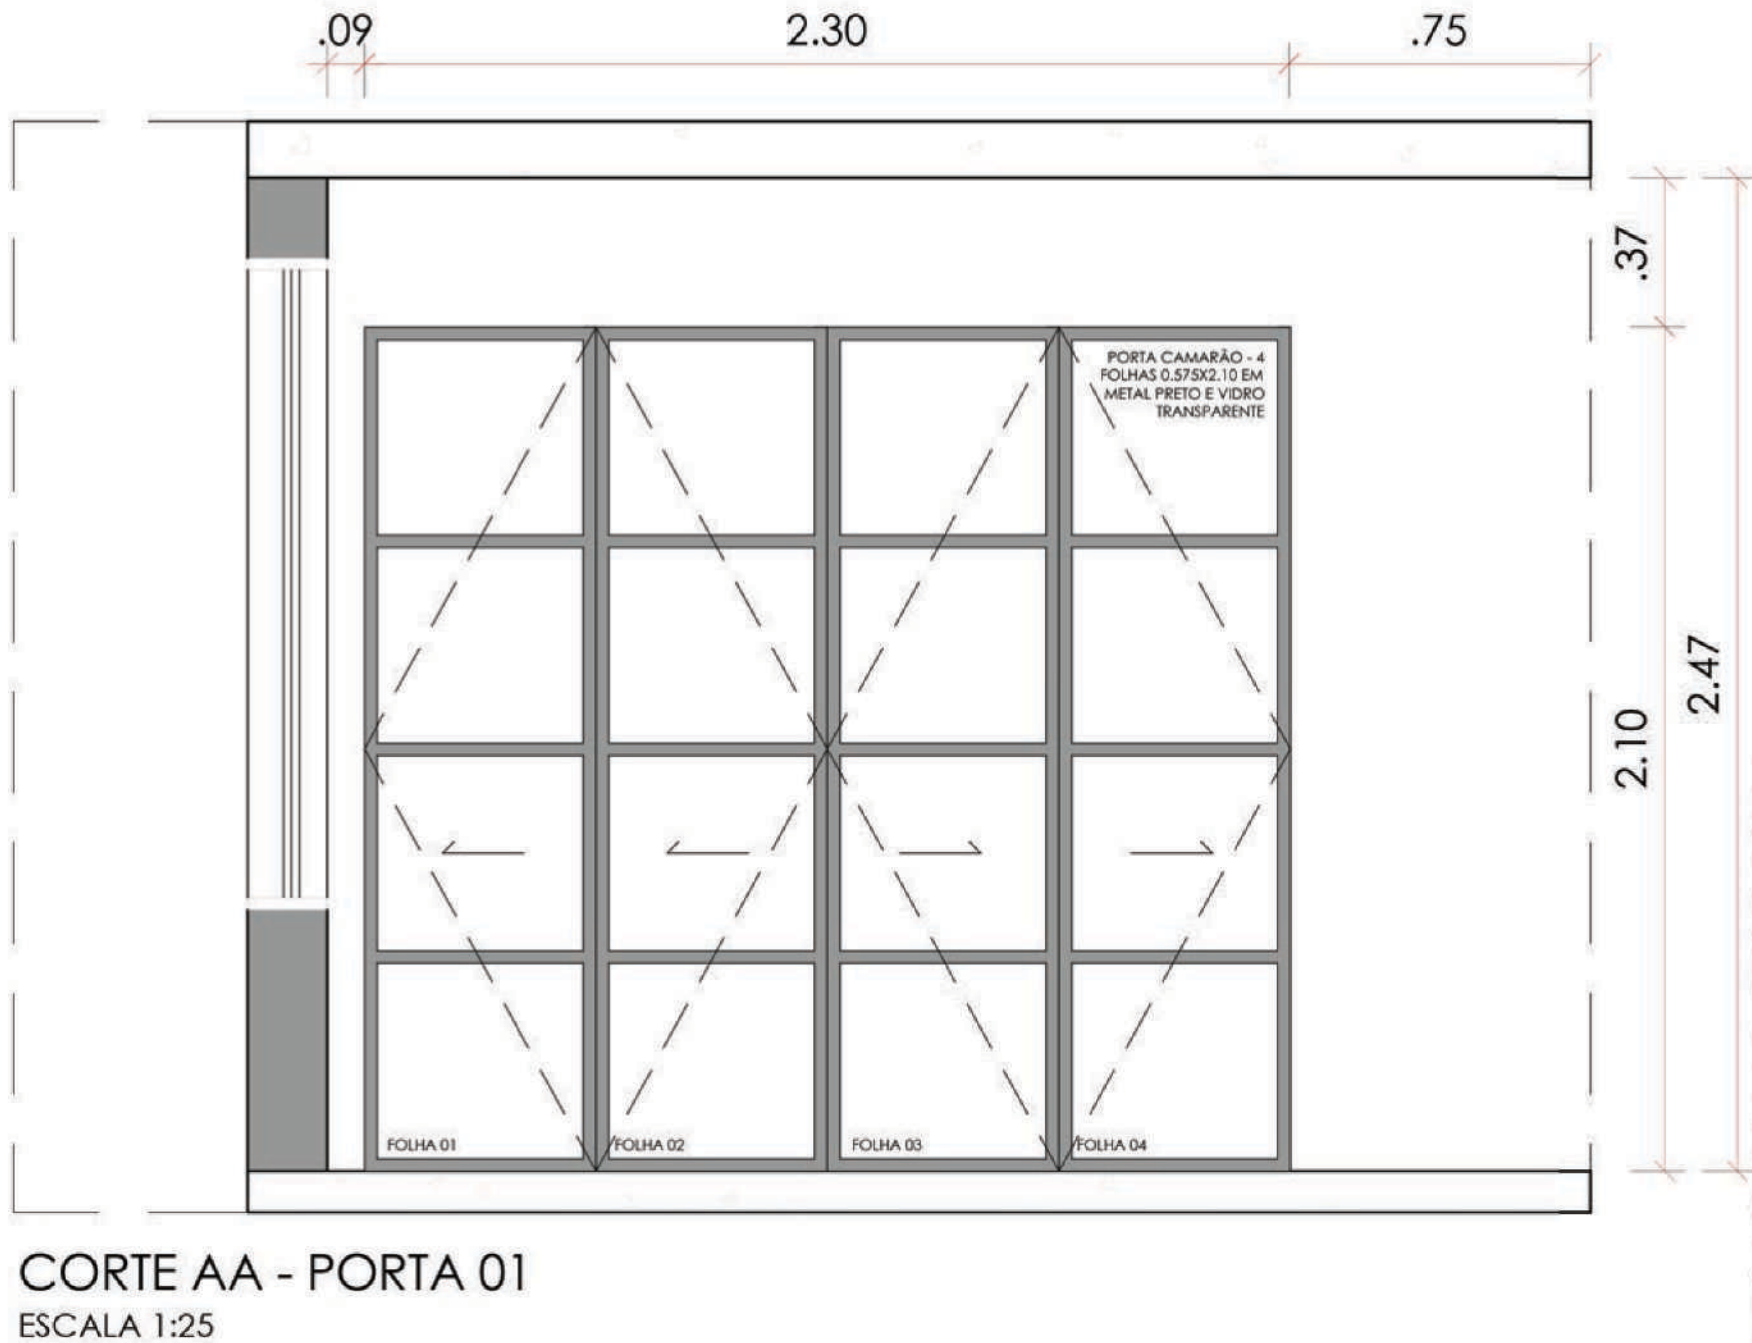 .09
2.30
.75
.37
2.47
2.10
PORTA CAMARÃO - 4
FOLHAS 0.575X2.10 EM
METAL PRETO E VIDRO
TRANSPARENTE
FOLHA 01
FOLHA 02
FOLHA 03
FOLHA 04
CORTE AA - PORTA 01
ESCALA 1:25